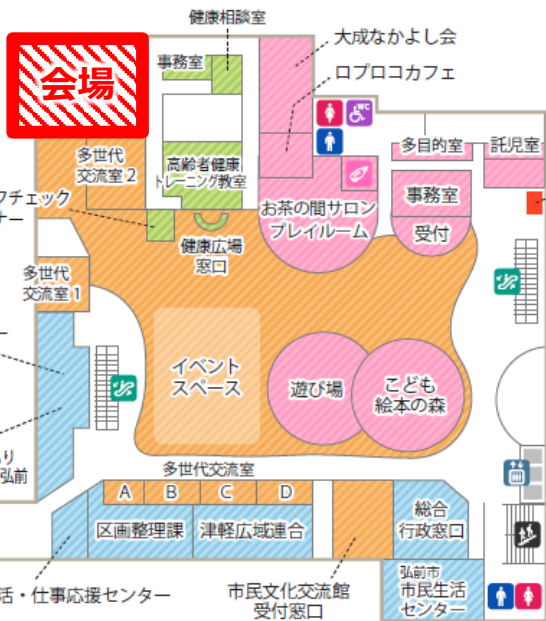 健康相談室
大成なかよし会
事務室
ロプロコカフェ
会場
WC
多目的室
託児室
多世代
交流室2
高齢者健康
トレーニング教室
事務室
フチェック
ナー
お茶の間サロン
プレイルーム
受付
健康広場
窓口
多世代
交流室1
ー
イベント
スペース
遊び場
こども
絵本の森
り
弘前
多世代交流室
A
B
C
D
区画整理課
津軽広域連合
総合
行政窓口
活・仕事応援センター
市民文化交流館
受付窓口
弘前市
市民生活
センター